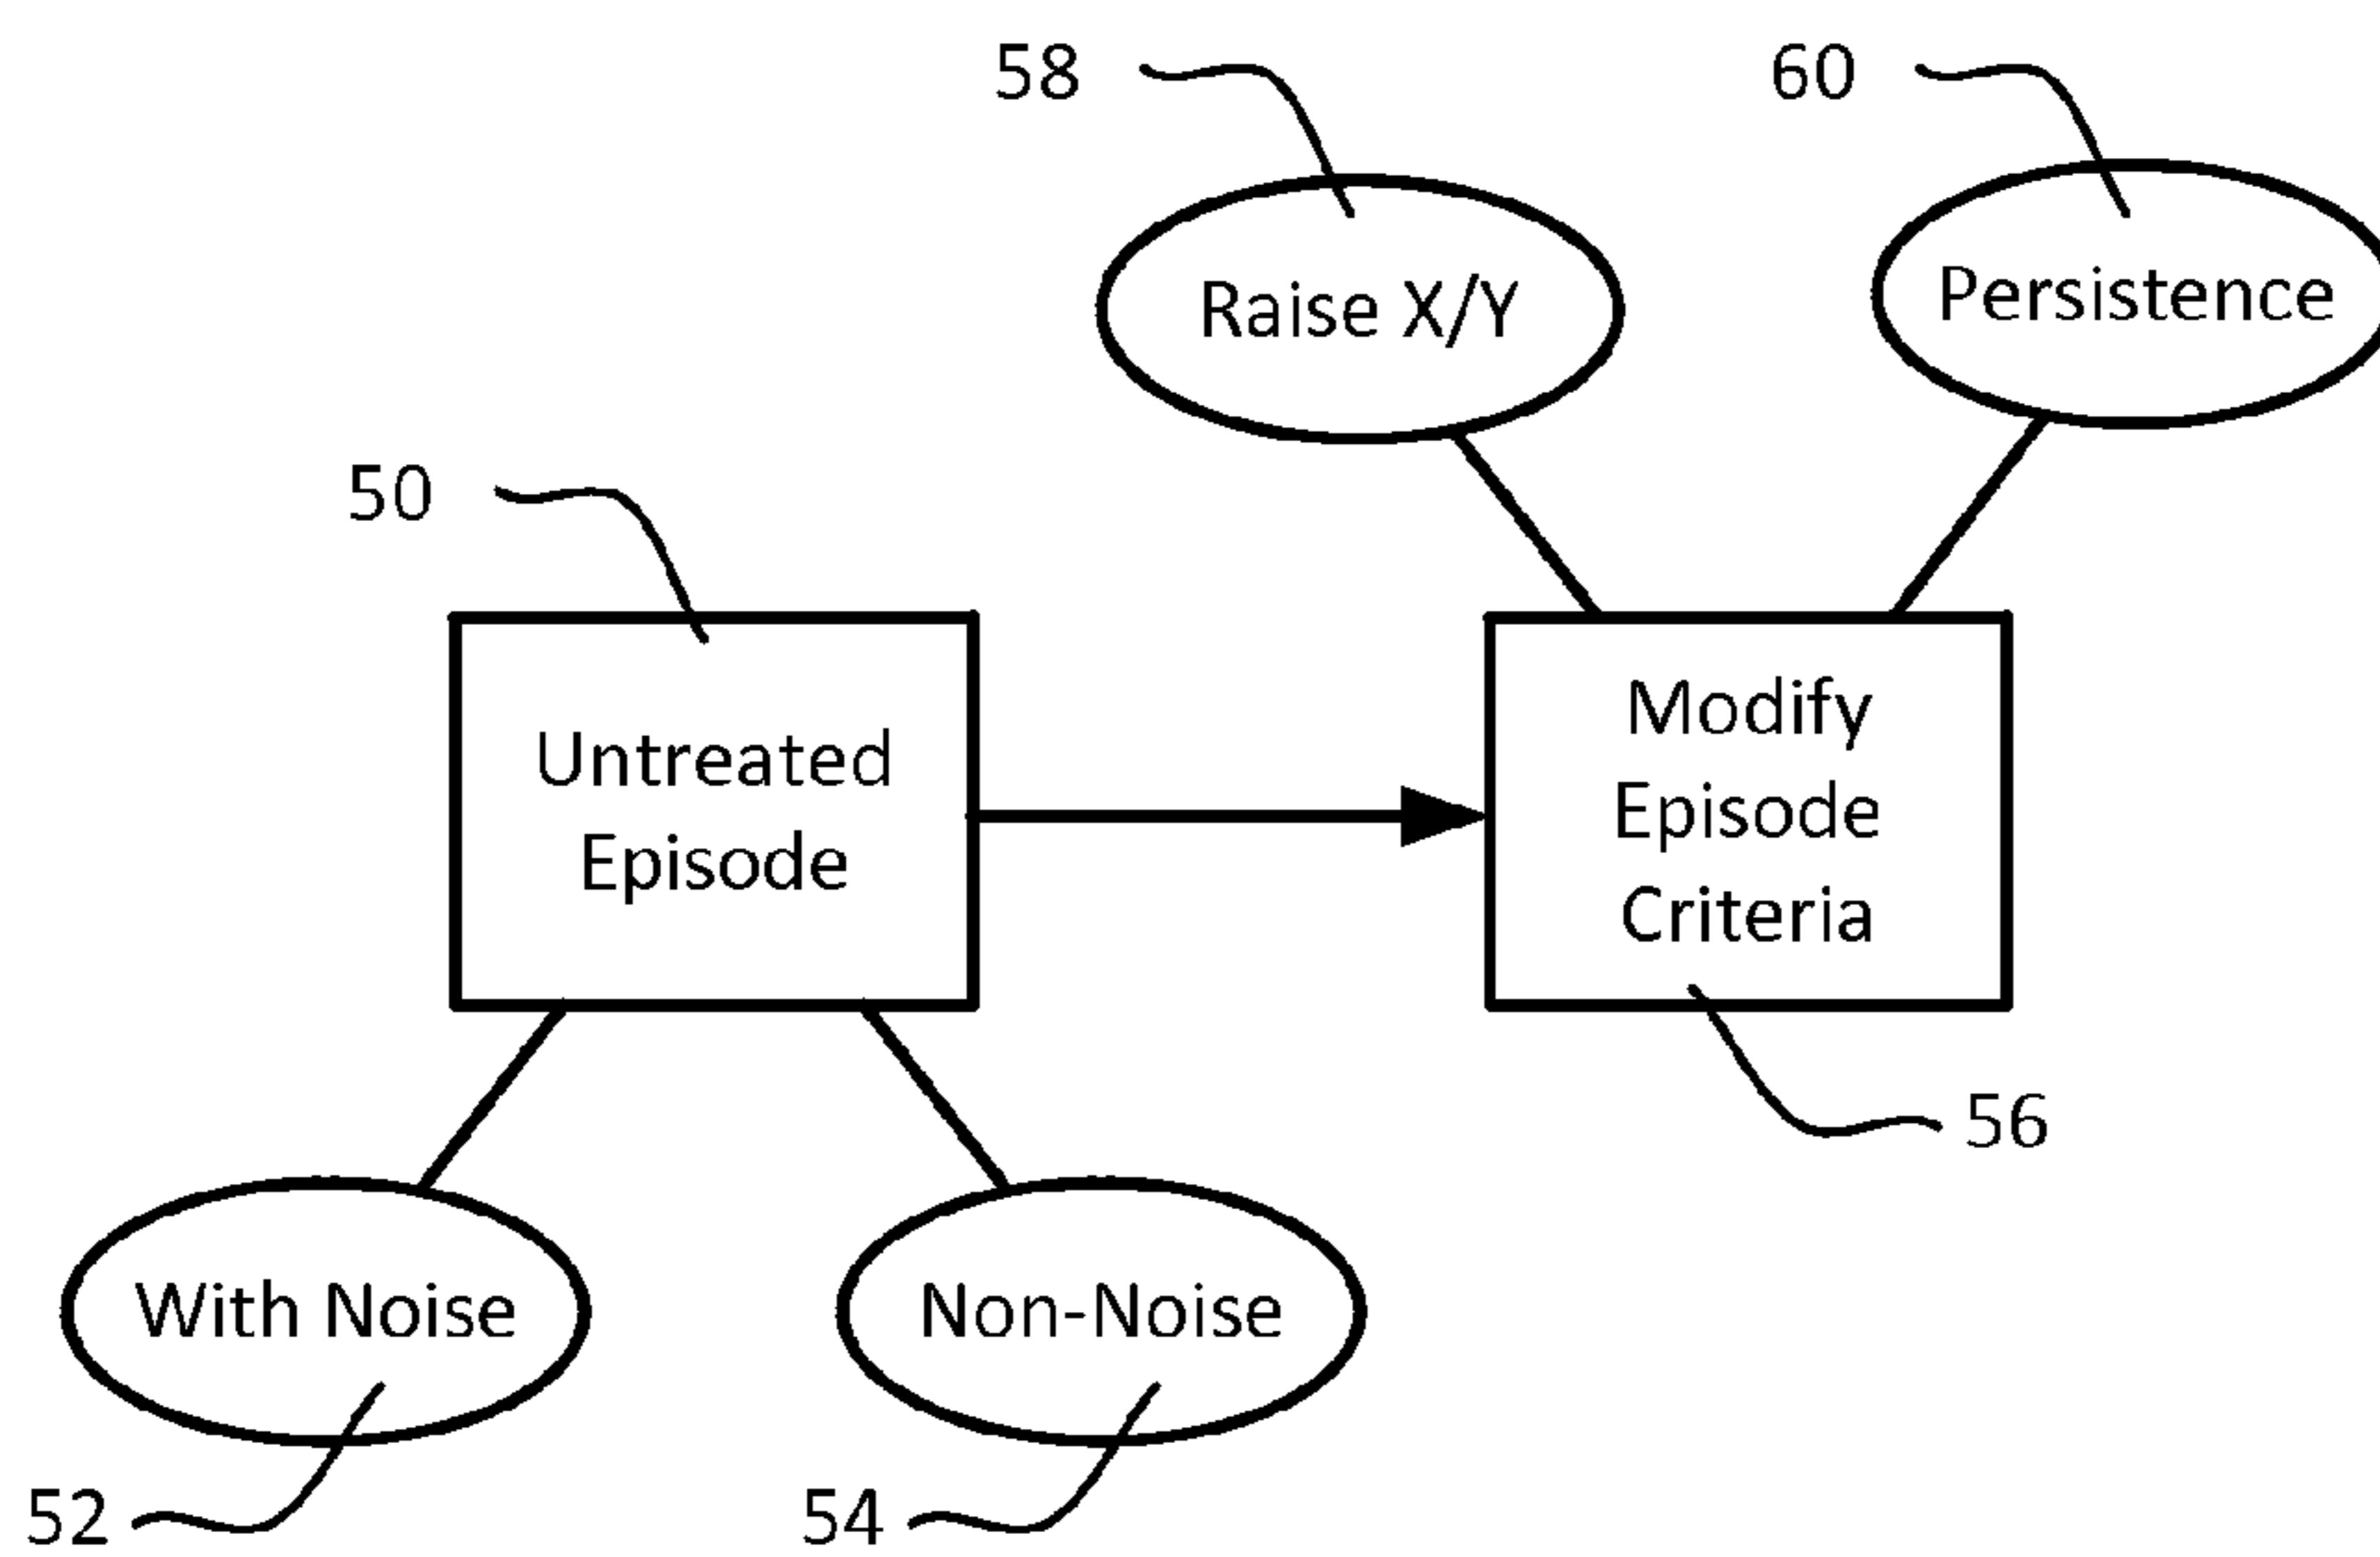 58
60
Raise X/Y
Persistence
50
Untreated
Episode
Modify
Episode
Criteria
56
With Noise
Non-Noise
52
54